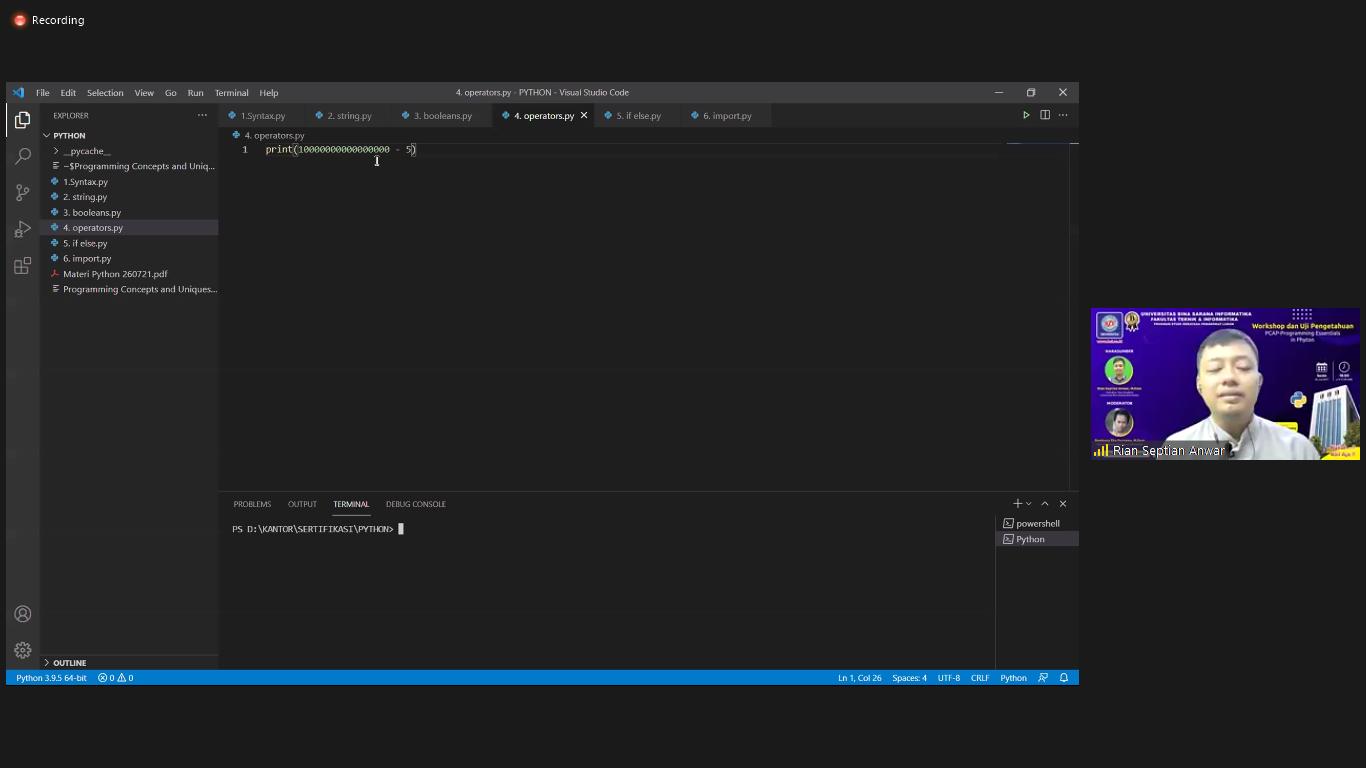 Recording
File Edit Selection View Go Run Terminal Help
4. operators.py - PYTHON - Visual Studio Code
EXPLORER
PYTHON
__pycache__
~$Programming Concepts and Uniq...
1.Syntax.py
2. string.py
3. booleans.py
4. operators.py
5. if else.py
6. import.py
Materi Python 260721.pdf
Programming Concepts and Uniques...
OUTLINE
1.Syntax.py 2. string.py 3. booleans.py 4. operators.py 5. if else.py 6. import.py
4. operators.py
1 print(10000000000000000 - 5)
PROBLEMS OUTPUT TERMINAL DEBUG CONSOLE
PS D:\KANTOR\SERTIFIKASI\PYTHON>
powershell
Python
Python 3.9.5 64-bit 0 0
Ln 1, Col 26 Spaces: 4 UTF-8 CRLF Python
UNIVERSITAS BINA SARANA INFORMATIKA
FAKULTAS TEKNIK & INFORMATIKA
Workshop dan Uji Pengetahuan
PCAP-Programming Essentials
in Phyton
NARASUMBER
MODERATOR
Rian Septian Anwar